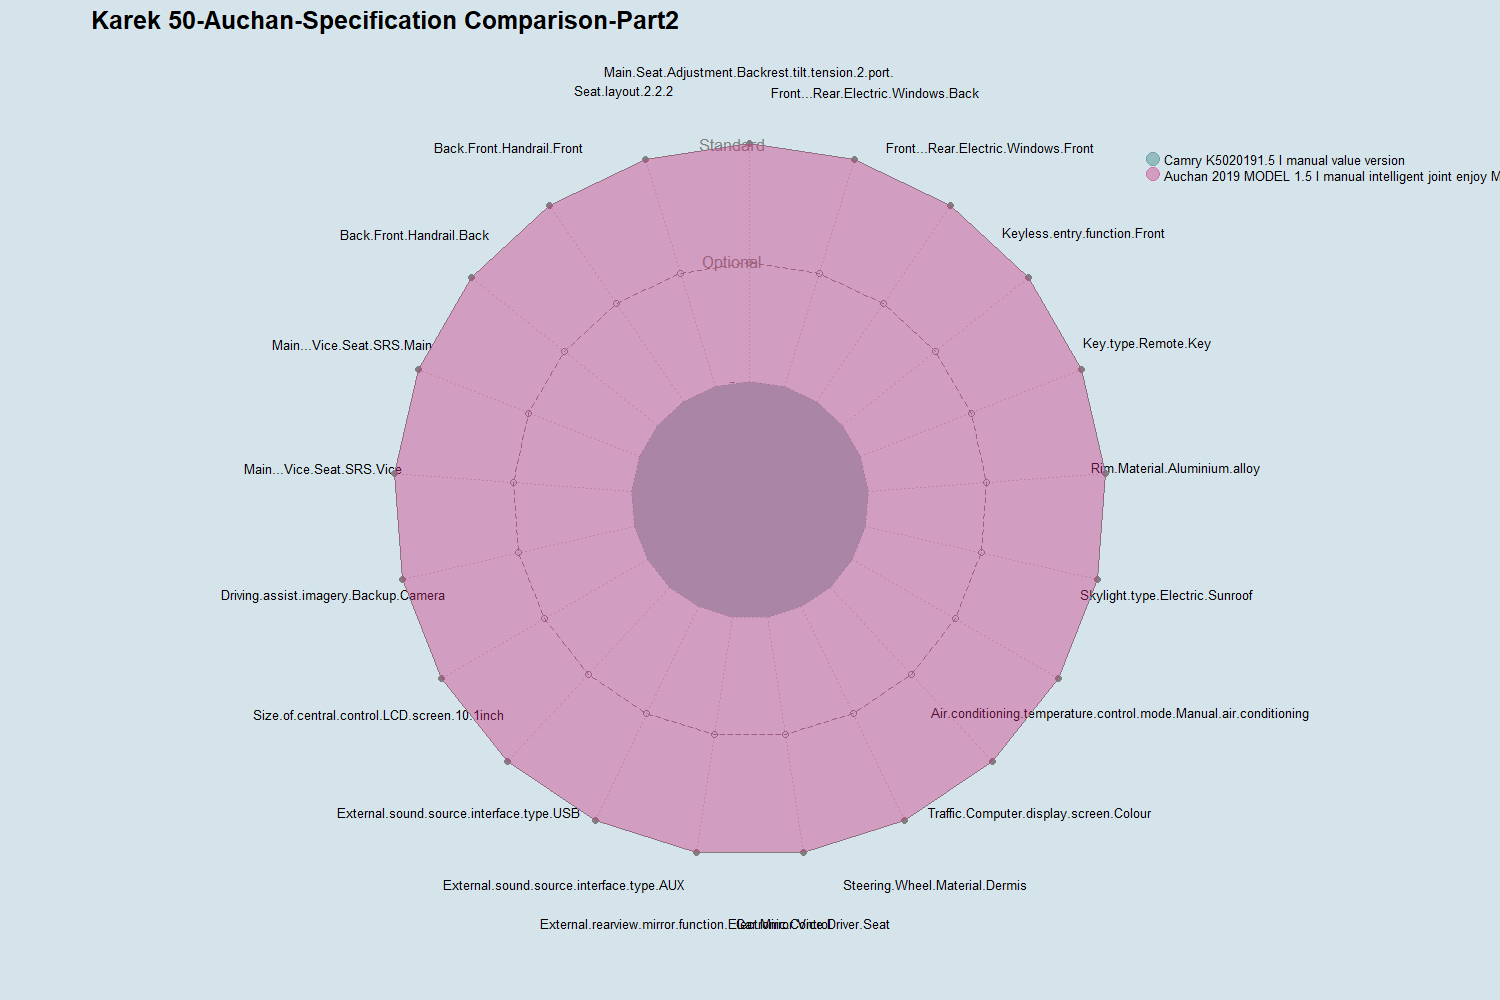 Karek 50-Auchan-Specification Comparison-Part2
Main.Seat.Adjustment.Backrest.tilt.tension.2.port.
Seat.layout.2.2.2
Front...Rear.Electric.Windows.Back
Back.Front.Handrail.Front
Standard
Front...Rear.Electric.Windows.Front
Camry K5020191.5 l manual value version
Auchan 2019 MODEL 1.5 l manual intelligent joint enjoy M
Back.Front.Handrail.Back
Keyless.entry.function.Front
Optional
Main...Vice.Seat.SRS.Main
Key.type.Remote.Key
-
Main...Vice.Seat.SRS.Vice
Rim.Material.Aluminium.alloy
Driving.assist.imagery.Backup.Camera
Skylight.type.Electric.Sunroof
Size.of.central.control.LCD.screen.10.1inch
Air.conditioning.temperature.control.mode.Manual.air.conditioning
External.sound.source.interface.type.USB
Traffic.Computer.display.screen.Colour
External.sound.source.interface.type.AUX
Steering.Wheel.Material.Dermis
External.rearview.mirror.function.Electronic.Control
Car.Mirror.Vice.Driver.Seat